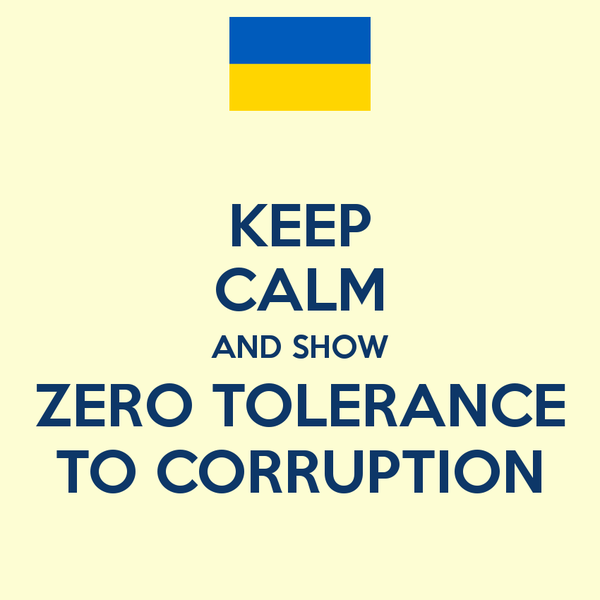 KEEP
CALM
AND SHOW
ZERO TOLERANCE
TO CORRUPTION